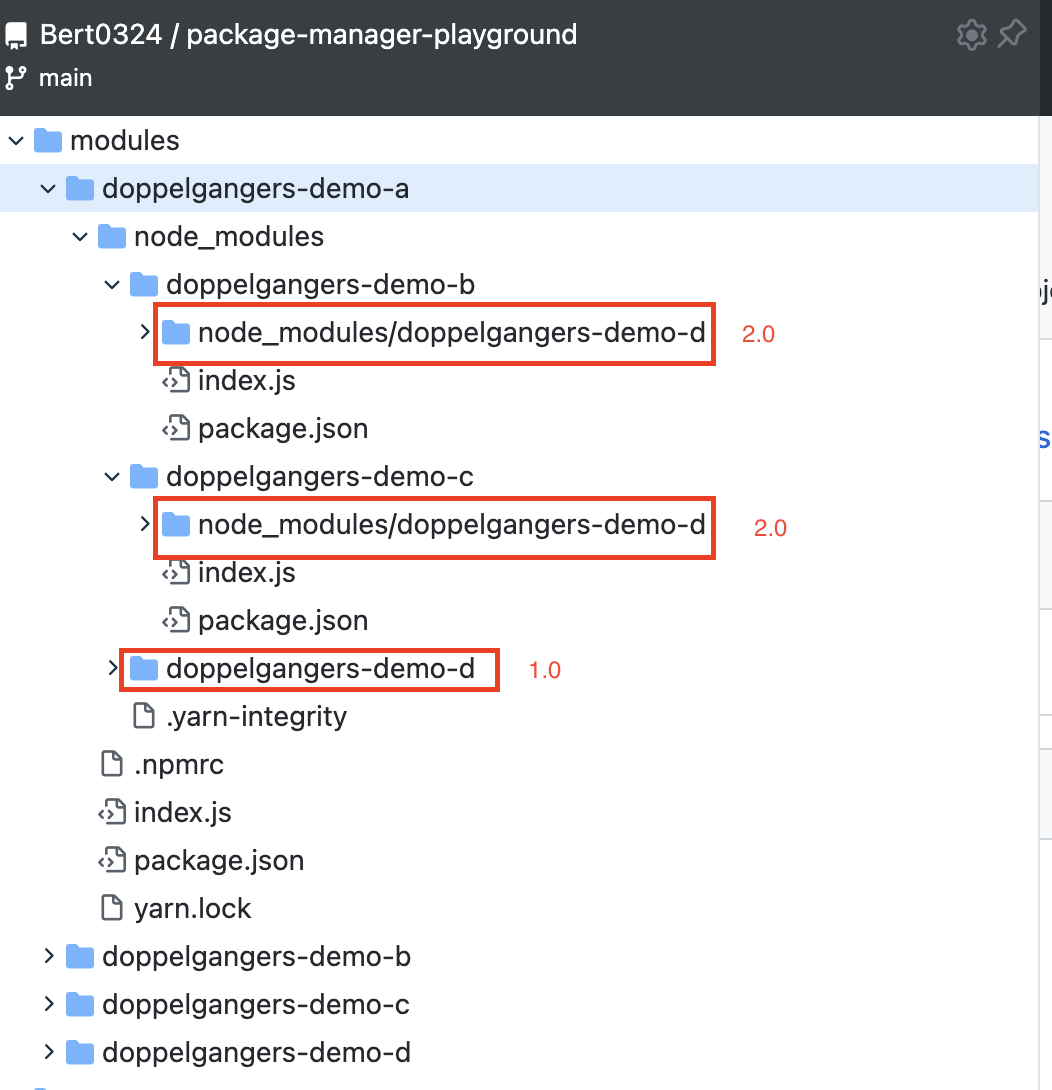 Bert0324 / package-manager-playground
main
modules
doppelgangers-demo-a
node_modules
doppelgangers-demo-b
node_modules/doppelgangers-demo-d 2.0
index.js
package.json
doppelgangers-demo-c
node_modules/doppelgangers-demo-d 2.0
index.js
package.json
doppelgangers-demo-d 1.0
.yarn-integrity
.npmrc
index.js
package.json
yarn.lock
doppelgangers-demo-b
doppelgangers-demo-c
doppelgangers-demo-d